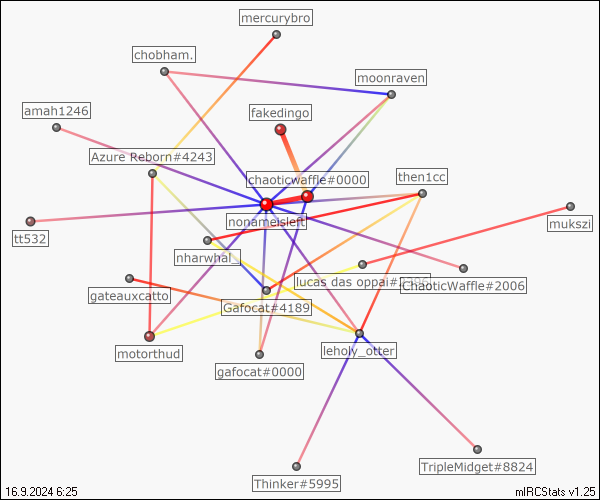 mercurybro
chobham.
moonraven
amah1246
fakedingo
Azure Reborn#4243
chaoticwaffle#0000
then1cc
nonameisleft
tt532
mukszi
nharwhal_
lucas das oppai#
ChaoticWaffle#2006
gateauxcatto
Gafocat#4189
motorthud
leholy_otter
gafocat#0000
TripleMidget#8824
Thinker#5995
16.9.2024 6:25
mIRCStats v1.25